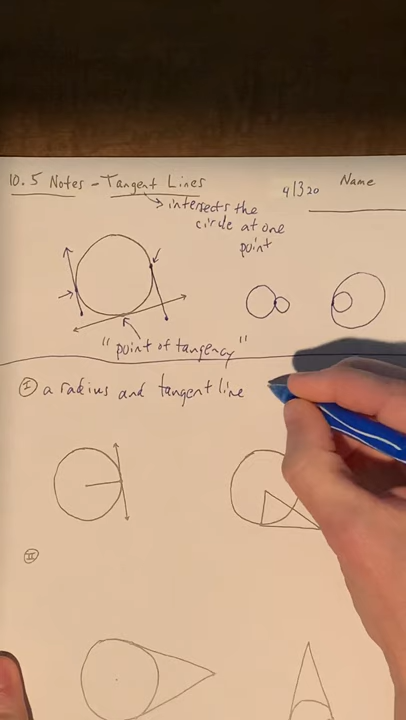 10.5 Notes - Tangent Lines
4/3 20
Name
intersects the
circle at one
point
"point of tangency"
I a radius and tangent line
II